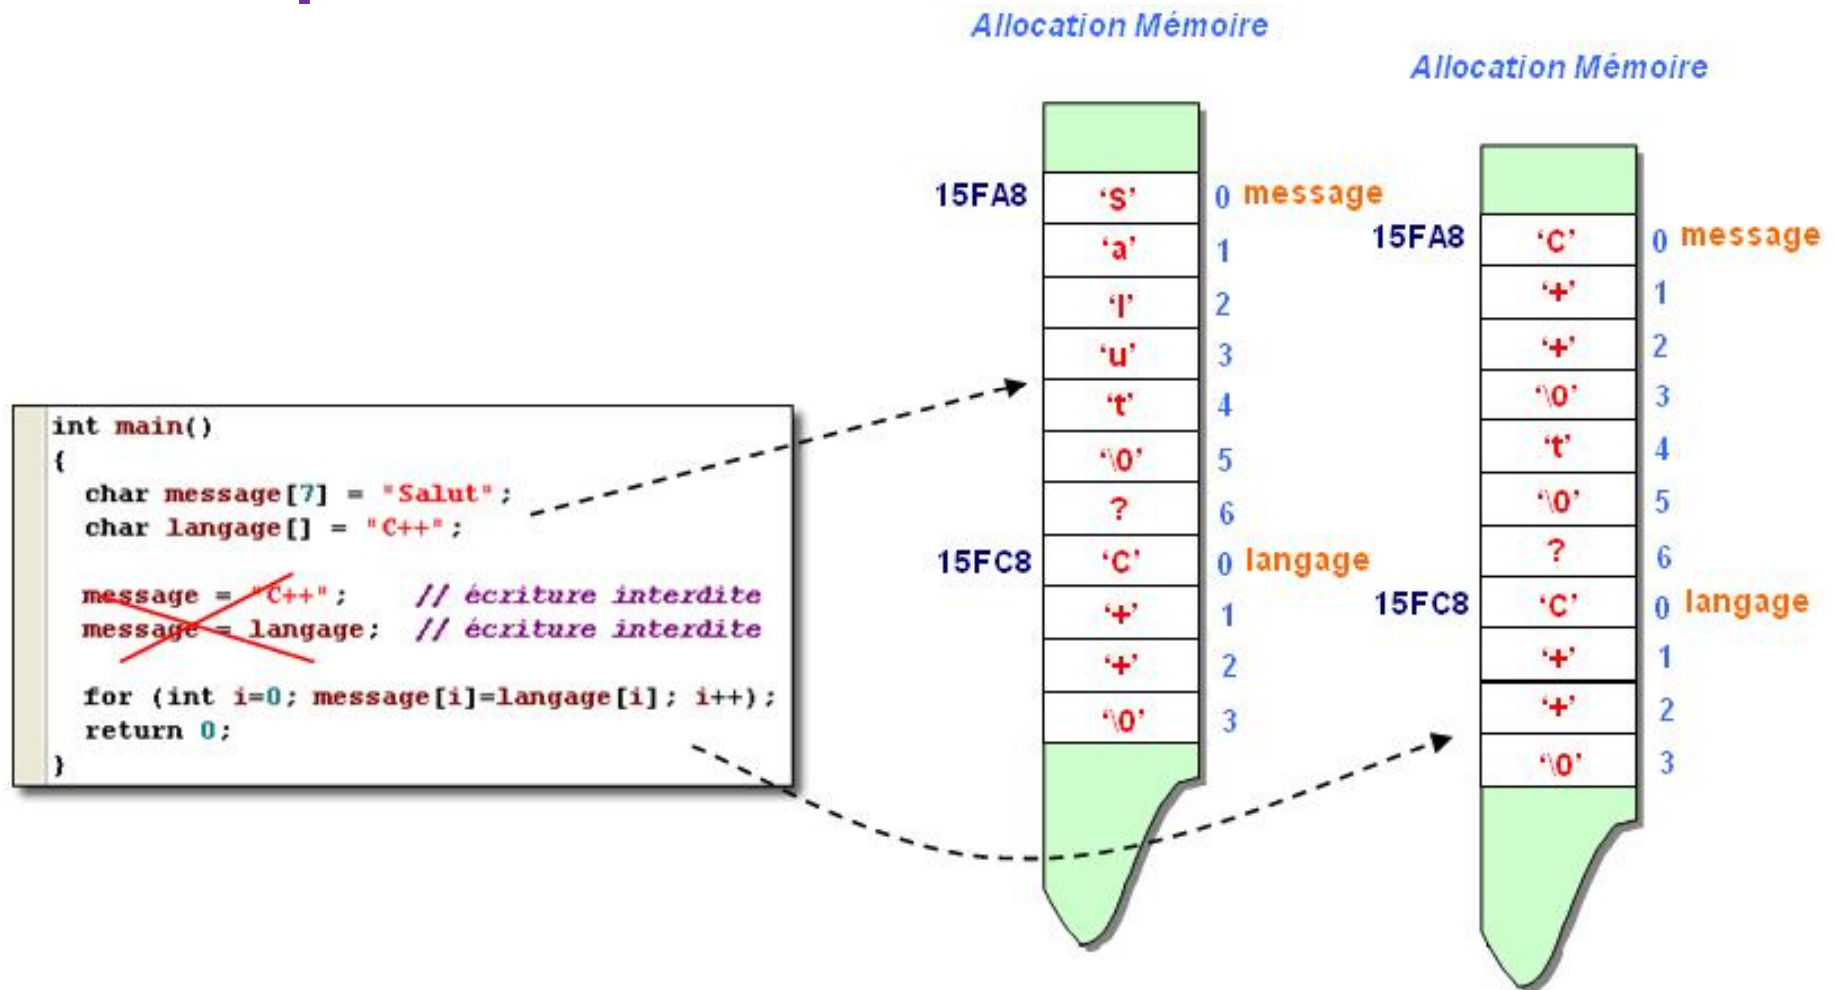 Allocation Mémoire
Allocation Mémoire
int main()
{
char message[7] = "Salut";
char langage[] = "C++";
message = "C++"; // écriture interdite
message = langage; // écriture interdite
for (int i=0; message[i]=langage[i]; i++);
return 0;
}
15FA8 ‘S’ 0 message
‘a’ 1
‘l’ 2
‘u’ 3
‘t’ 4
‘\0’ 5
? 6
15FC8 ‘C’ 0 langage
‘+’ 1
‘+’ 2
‘\0’ 3
15FA8 ‘C’ 0 message
‘+’ 1
‘+’ 2
‘\0’ 3
‘t’ 4
‘\0’ 5
? 6
15FC8 ‘C’ 0 langage
‘+’ 1
‘+’ 2
‘\0’ 3